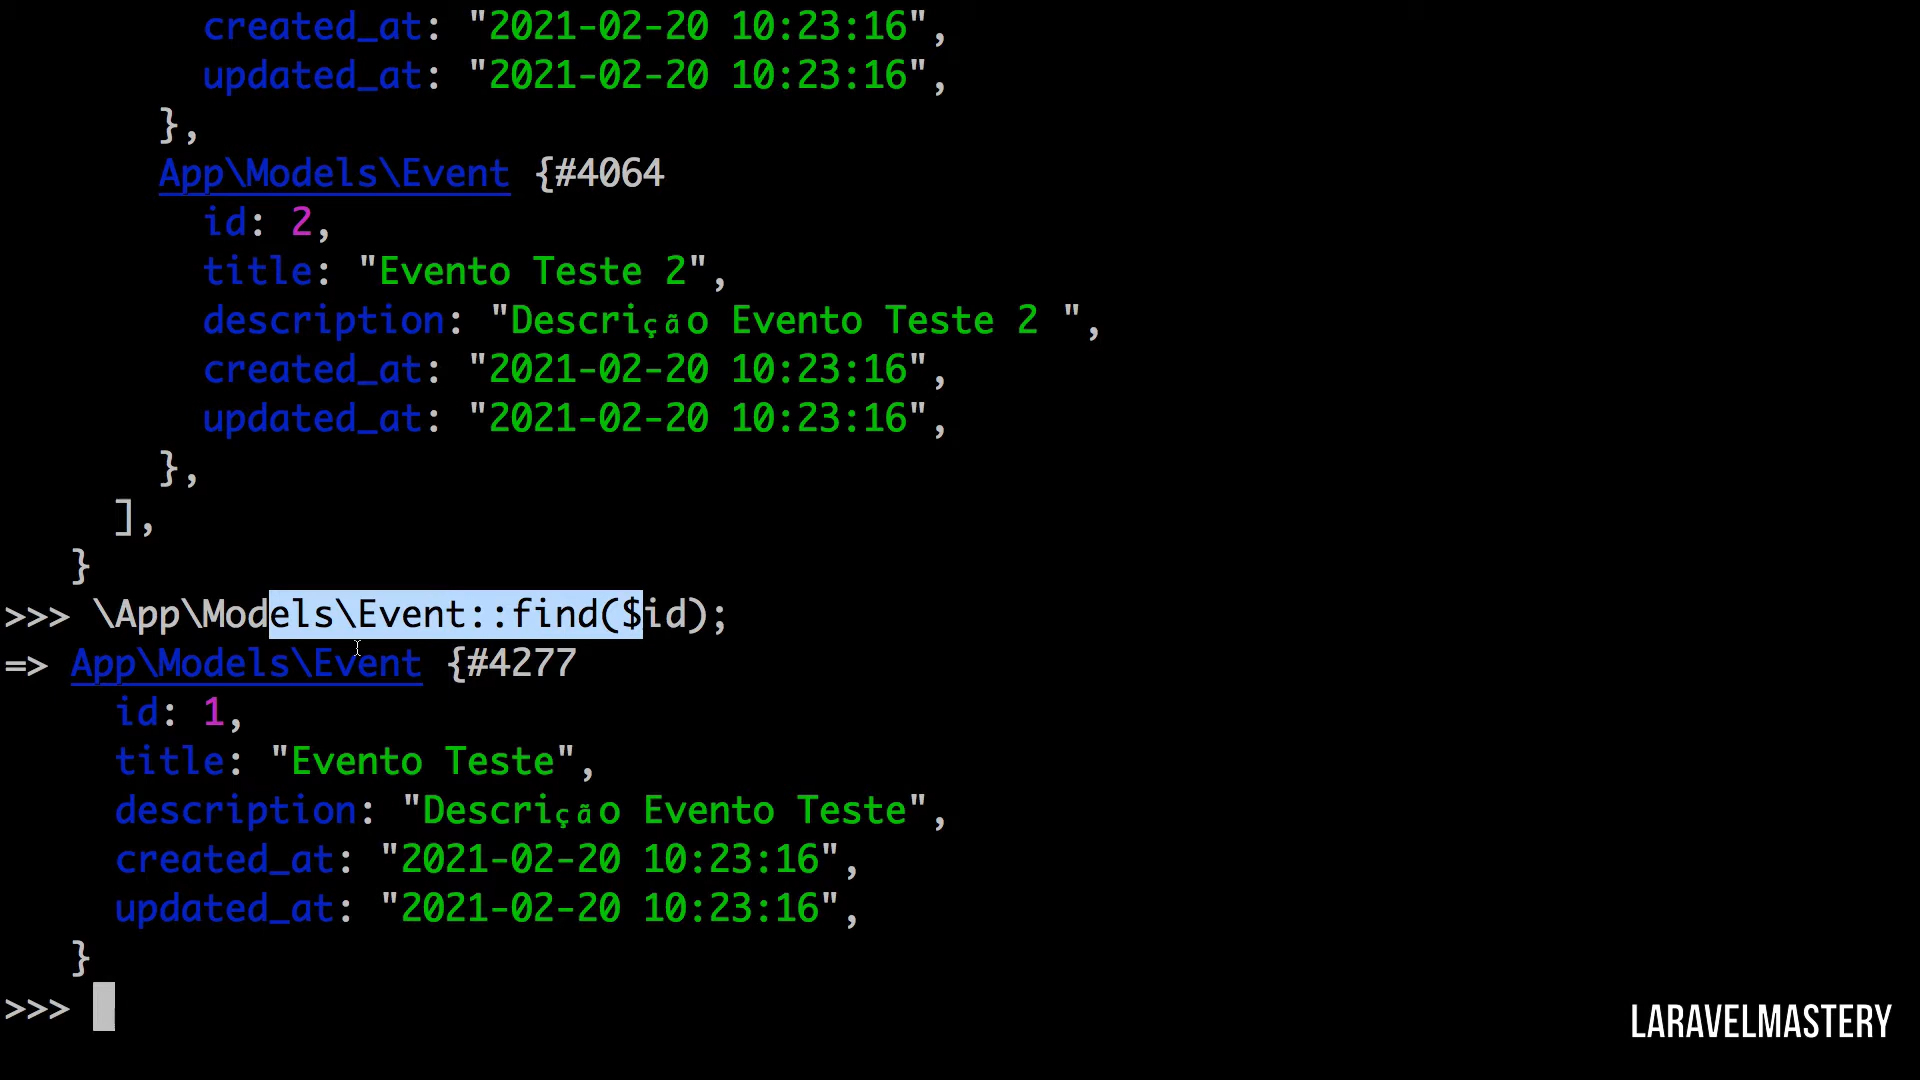 created_at: "2021-02-20 10:23:16",
updated_at: "2021-02-20 10:23:16",
},
App\Models\Event {#4064
id: 2,
title: "Evento Teste 2",
description: "Descrição Evento Teste 2 ",
created_at: "2021-02-20 10:23:16",
updated_at: "2021-02-20 10:23:16",
},
],
}
>>> \App\Models\Event::find($id);
=> App\Models\Event {#4277
id: 1,
title: "Evento Teste",
description: "Descrição Evento Teste",
created_at: "2021-02-20 10:23:16",
updated_at: "2021-02-20 10:23:16",
}
>>>
LARAVELMASTERY